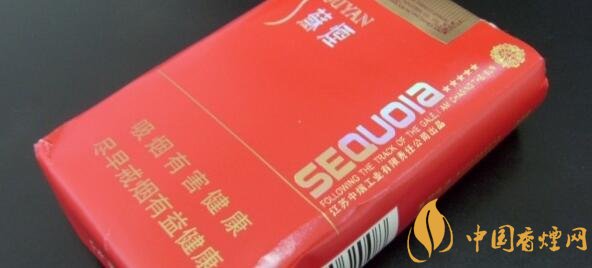 SUYAN
蘇煙
SEQUOIA
★★★★★
FOLLOWING THE TRACK OF THE GALE, I AM CHASING THE SUN
江苏中烟工业有限责任公司出品
吸烟有害健康
尽早戒烟有益健康
中国香烟网